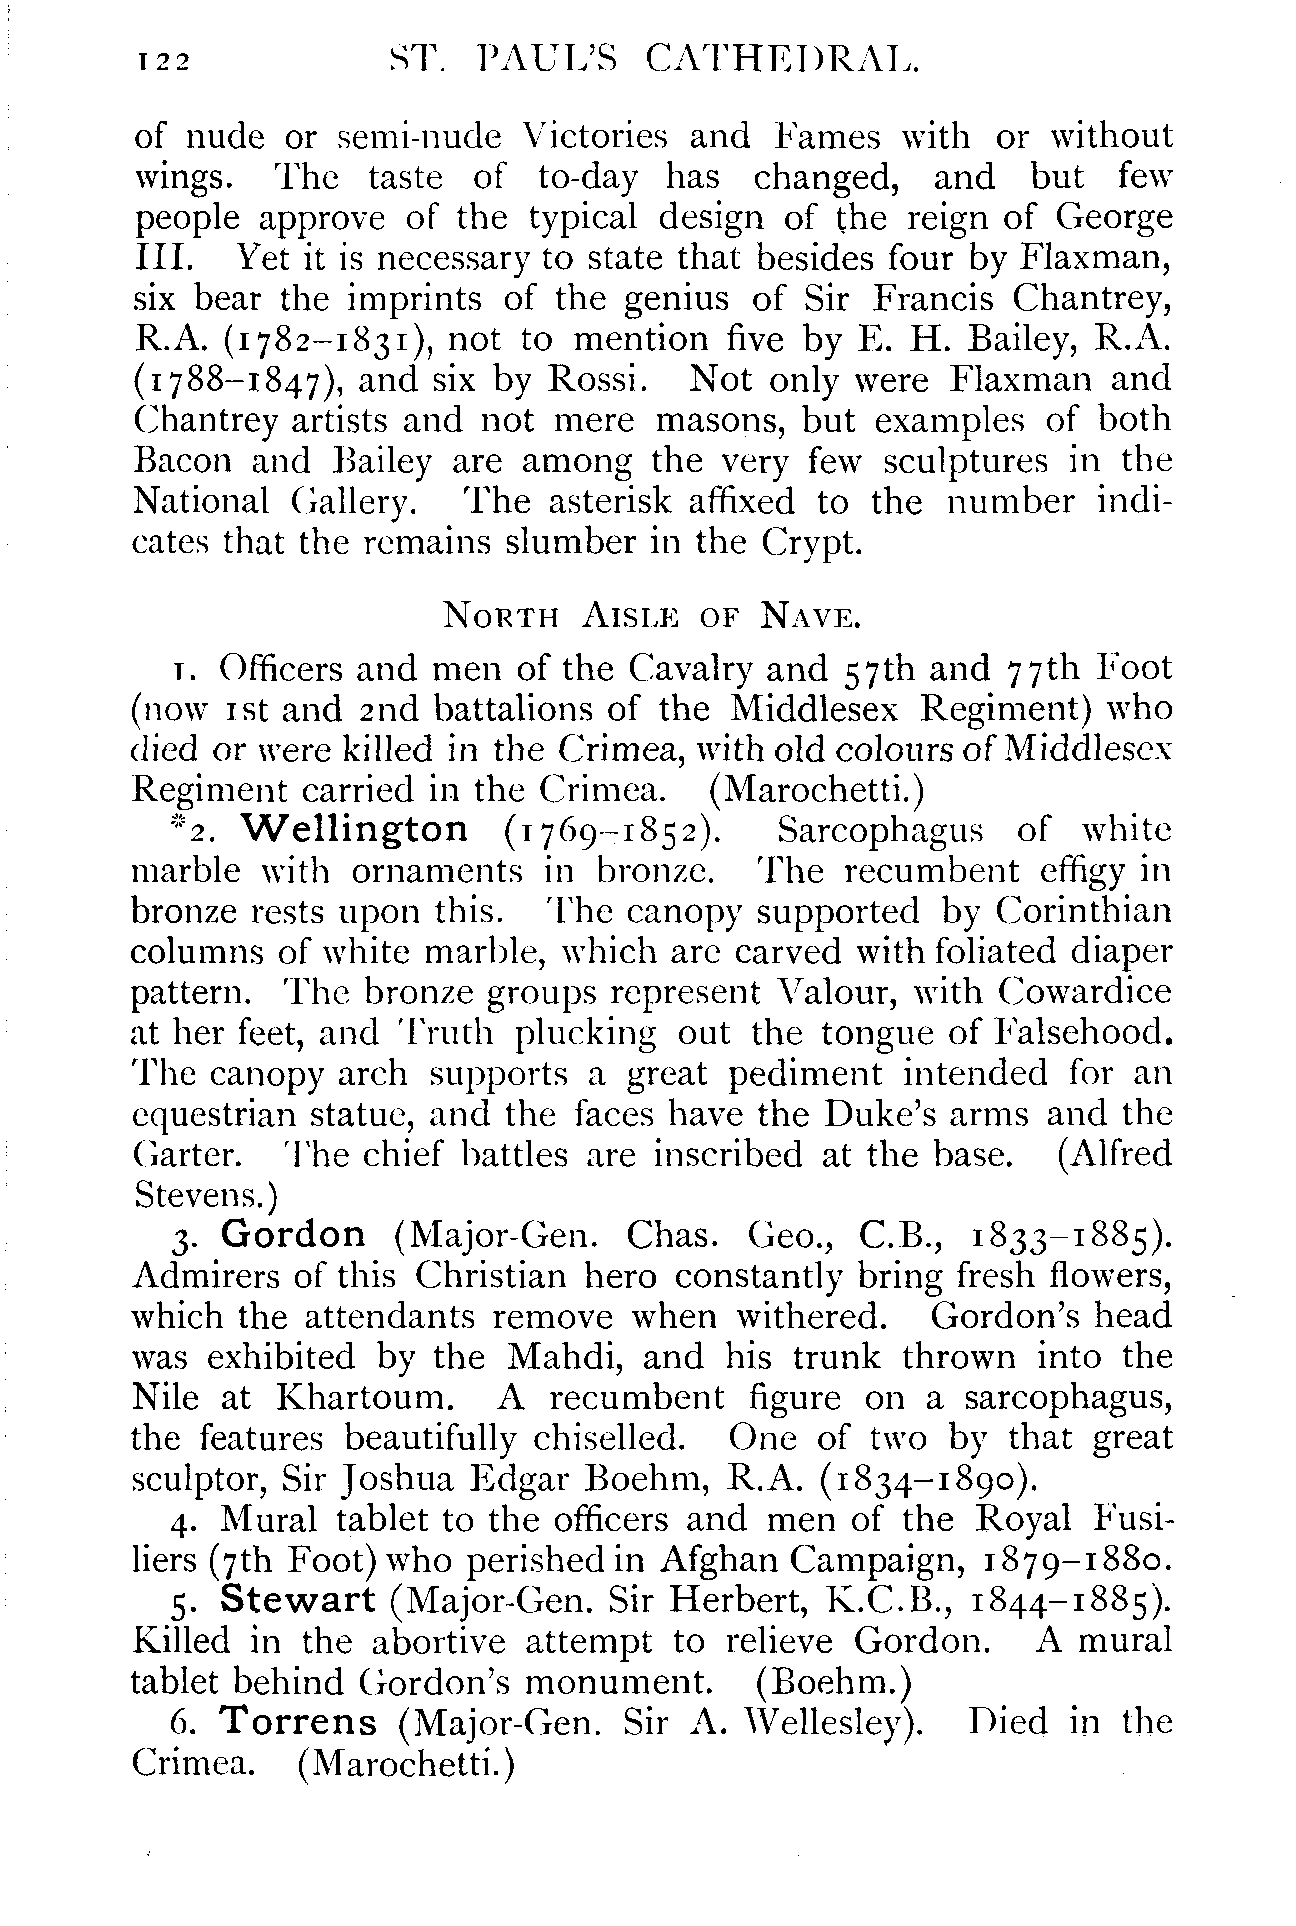 122 ST. PAUL'S CATHEDRAL.
of nude or semi-nude Victories and Fames with or without
wings. The taste of to-day has changed, and but few
people approve of the typical design of the reign of George
III. Yet it is necessary to state that besides four by Flaxman,
six bear the imprints of the genius of Sir Francis Chantrey,
R.A. (1782–1831), not to mention five by E. H. Bailey, R.A.
(1788–1847), and six by Rossi. Not only were Flaxman and
Chantrey artists and not mere masons, but examples of both
Bacon and Bailey are among the very few sculptures in the
National Gallery. The asterisk affixed to the number indi-
cates that the remains slumber in the Crypt.
NORTH AISLE OF NAVE.
1. Officers and men of the Cavalry and 57th and 77th Foot
(now 1st and 2nd battalions of the Middlesex Regiment) who
died or were killed in the Crimea, with old colours of Middlesex
Regiment carried in the Crimea. (Marochetti.)
*2. Wellington (1769–1852). Sarcophagus of white
marble with ornaments in bronze. The recumbent effigy in
bronze rests upon this. The canopy supported by Corinthian
columns of white marble, which are carved with foliated diaper
pattern. The bronze groups represent Valour, with Cowardice
at her feet, and Truth plucking out the tongue of Falsehood.
The canopy arch supports a great pediment intended for an
equestrian statue, and the faces have the Duke's arms and the
Garter. The chief battles are inscribed at the base. (Alfred
Stevens.)
3. Gordon (Major-Gen. Chas. Geo., C.B., 1833–1885).
Admirers of this Christian hero constantly bring fresh flowers,
which the attendants remove when withered. Gordon's head
was exhibited by the Mahdi, and his trunk thrown into the
Nile at Khartoum. A recumbent figure on a sarcophagus,
the features beautifully chiselled. One of two by that great
sculptor, Sir Joshua Edgar Boehm, R.A. (1834–1890).
4. Mural tablet to the officers and men of the Royal Fusi-
liers (7th Foot) who perished in Afghan Campaign, 1879–1880.
5. Stewart (Major-Gen. Sir Herbert, K.C.B., 1844–1885).
Killed in the abortive attempt to relieve Gordon. A mural
tablet behind Gordon's monument. (Boehm.)
6. Torrens (Major-Gen. Sir A. Wellesley). Died in the
Crimea. (Marochetti.)